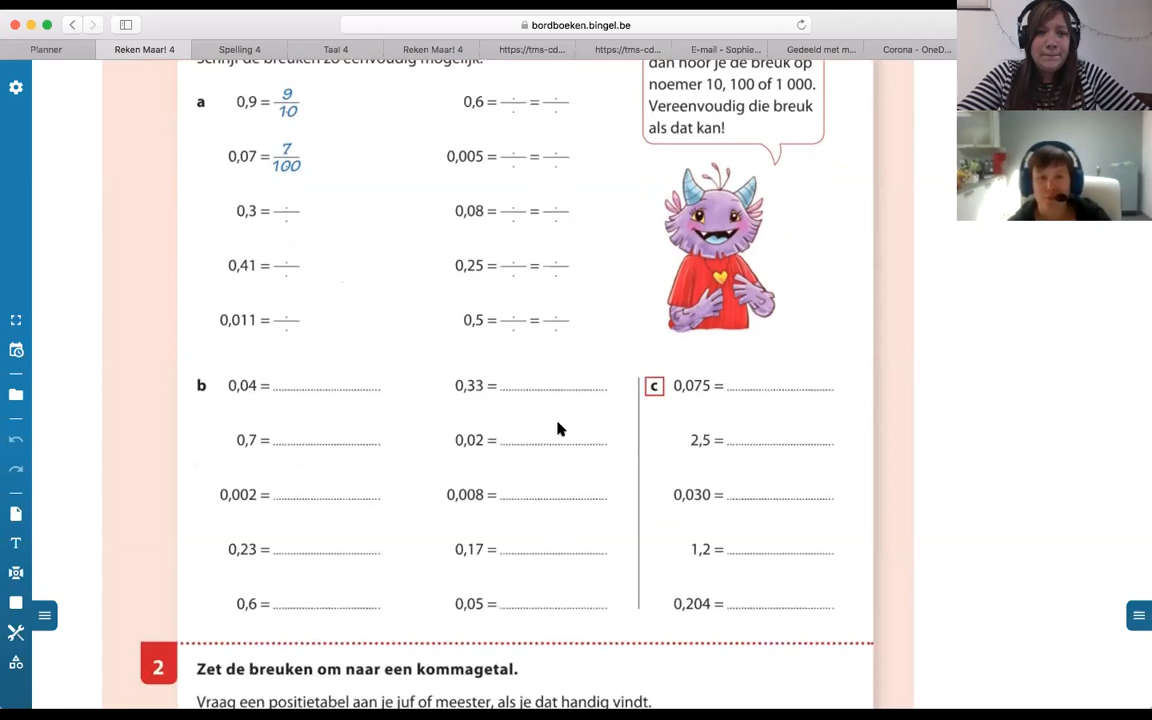 bordboeken.bingel.be
Planner
Reken Maar! 4
Spelling 4
Taal 4
Reken Maar! 4
https://tms-cd...
https://tms-cd...
E-mail - Sophie...
Gedeeld met m...
Corona - OneD...
Schrijf de breuken zo eenvoudig mogelijk.
dan hoor je de breuk op
noemer 10, 100 of 1 000.
Vereenvoudig die breuk
als dat kan!
a 0,9 = 9/10 0,6 = =
0,07 = 7/100 0,005 = =
0,3 = 0,08 = =
0,41 = 0,25 = =
0,011 = 0,5 = =
b 0,04 = 0,33 = c 0,075 =
0,7 = 0,02 = 2,5 =
0,002 = 0,008 = 0,030 =
0,23 = 0,17 = 1,2 =
0,6 = 0,05 = 0,204 =
2 Zet de breuken om naar een kommagetal.
Vraag een positietabel aan je juf of meester, als je dat handig vindt.
T